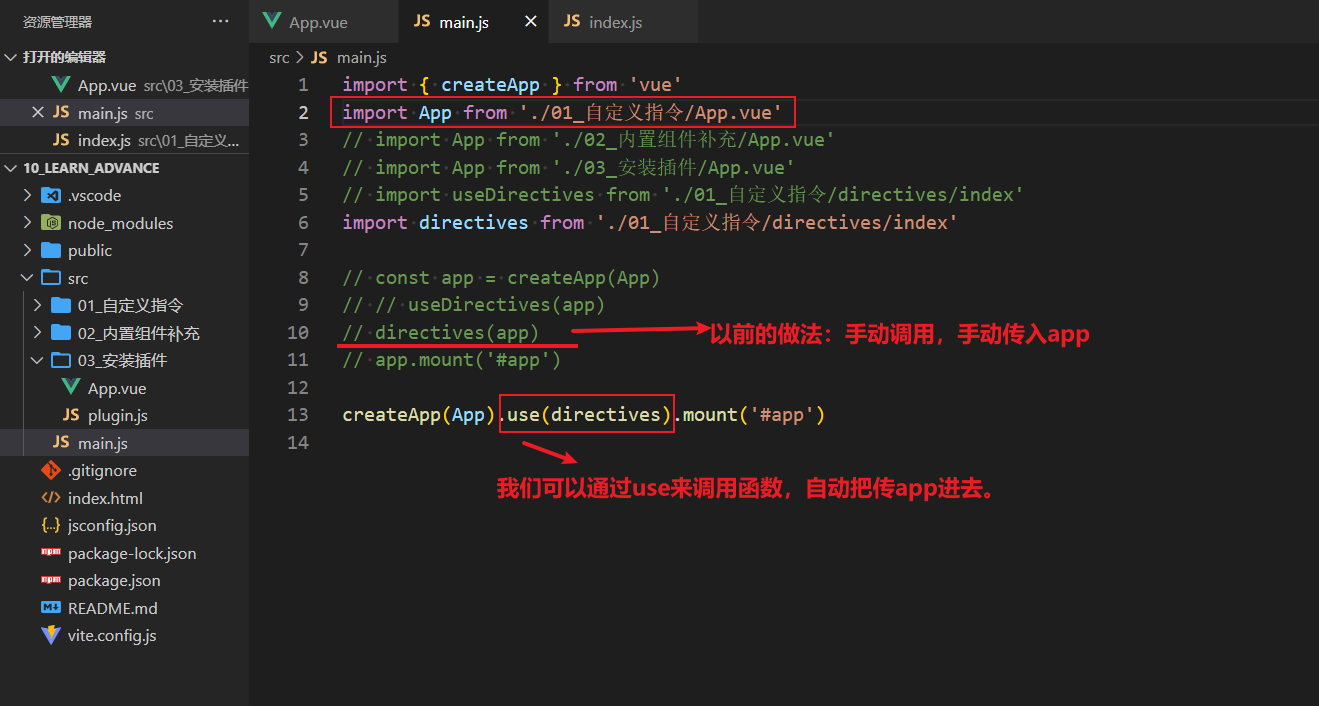 资源管理器 ···
打开的编辑器
App.vue src\03_安装插件
main.js src
index.js src\01_自定义...
10_LEARN_ADVANCE
.vscode
node_modules
public
src
01_自定义指令
02_内置组件补充
03_安装插件
App.vue
plugin.js
main.js
.gitignore
index.html
jsconfig.json
package-lock.json
package.json
README.md
vite.config.js
App.vue JS main.js JS index.js
src > JS main.js
1 import { createApp } from 'vue'
2 import App from './01_自定义指令/App.vue'
3 // import App from './02_内置组件补充/App.vue'
4 // import App from './03_安装插件/App.vue'
5 // import useDirectives from './01_自定义指令/directives/index'
6 import directives from './01_自定义指令/directives/index'
7
8 // const app = createApp(App)
9 // // useDirectives(app)
10 // directives(app) 以前的做法：手动调用，手动传入app
11 // app.mount('#app')
12
13 createApp(App).use(directives).mount('#app')
14
我们可以通过use来调用函数，自动把传app进去。